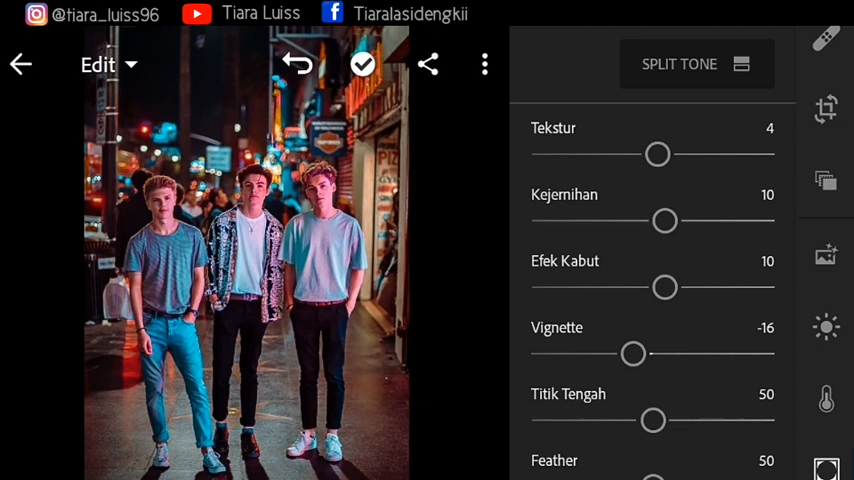 @tiara_luiss96
Tiara Luiss
Tiaralasidengkii
Edit
SPLIT TONE
Tekstur 4
Kejernihan 10
Efek Kabut 10
Vignette -16
Titik Tengah 50
Feather 50
PIZ